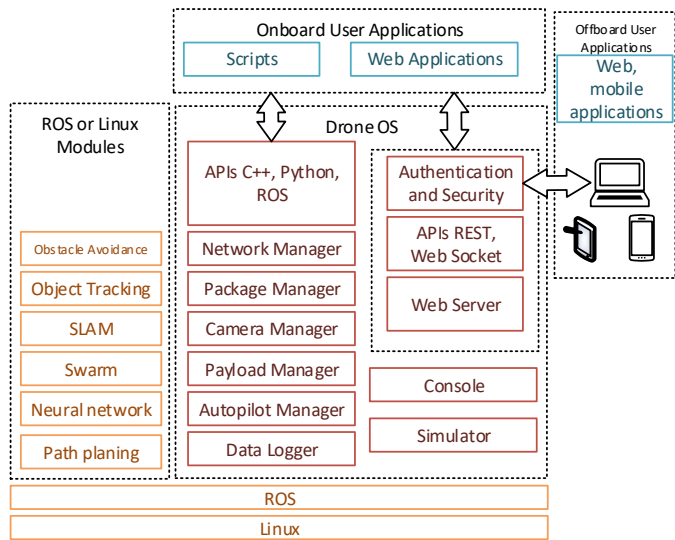 Onboard User Applications
Scripts
Web Applications
Offboard User
Applications
Web,
mobile
applications
ROS or Linux
Modules
Obstacle Avoidance
Object Tracking
SLAM
Swarm
Neural network
Path planing
Drone OS
APIs C++, Python,
ROS
Network Manager
Package Manager
Camera Manager
Payload Manager
Autopilot Manager
Data Logger
Authentication
and Security
APIs REST,
Web Socket
Web Server
Console
Simulator
ROS
Linux